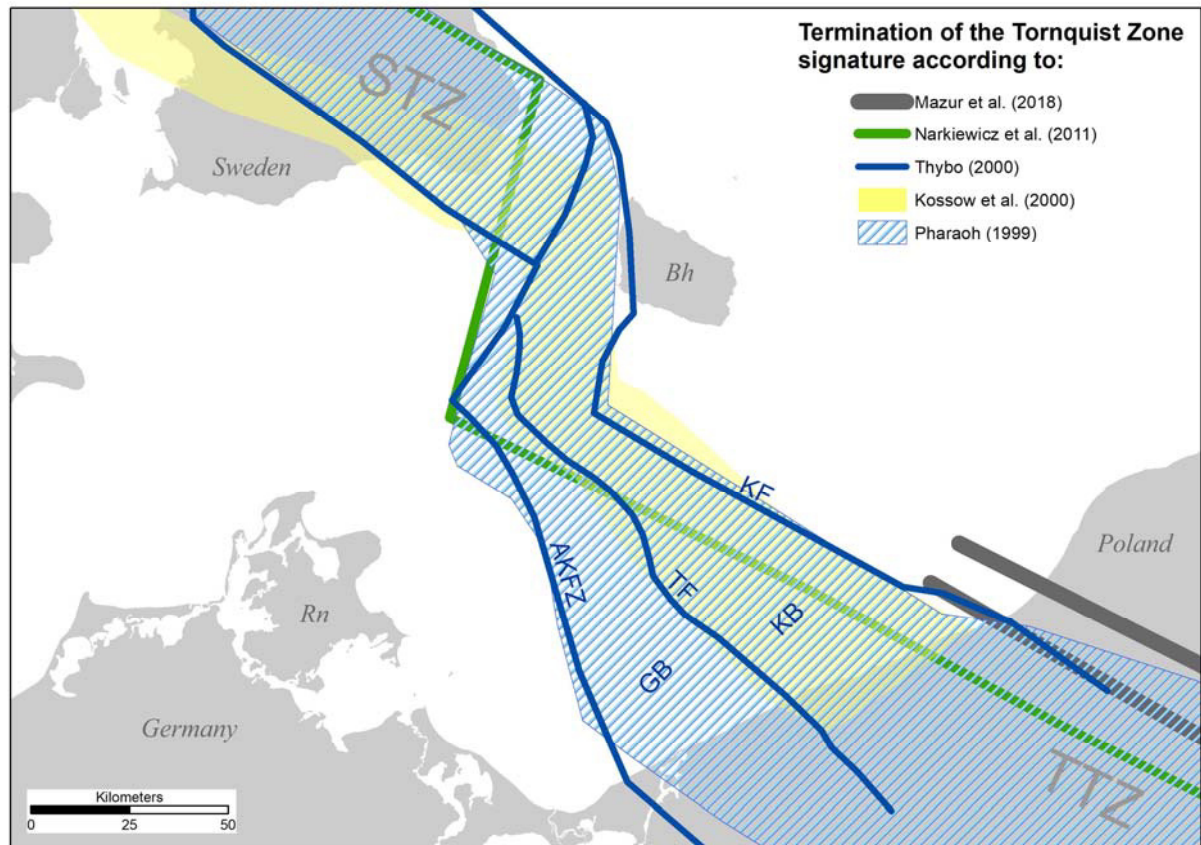 Termination of the Tornquist Zone
signature according to:
Mazur et al. (2018)
Narkiewicz et al. (2011)
Thybo (2000)
Kossow et al. (2000)
Pharaoh (1999)
STZ
Sweden
Bh
KF
Poland
AKFZ
TF
KB
Rn
GB
Germany
TTZ
Kilometers
0 25 50